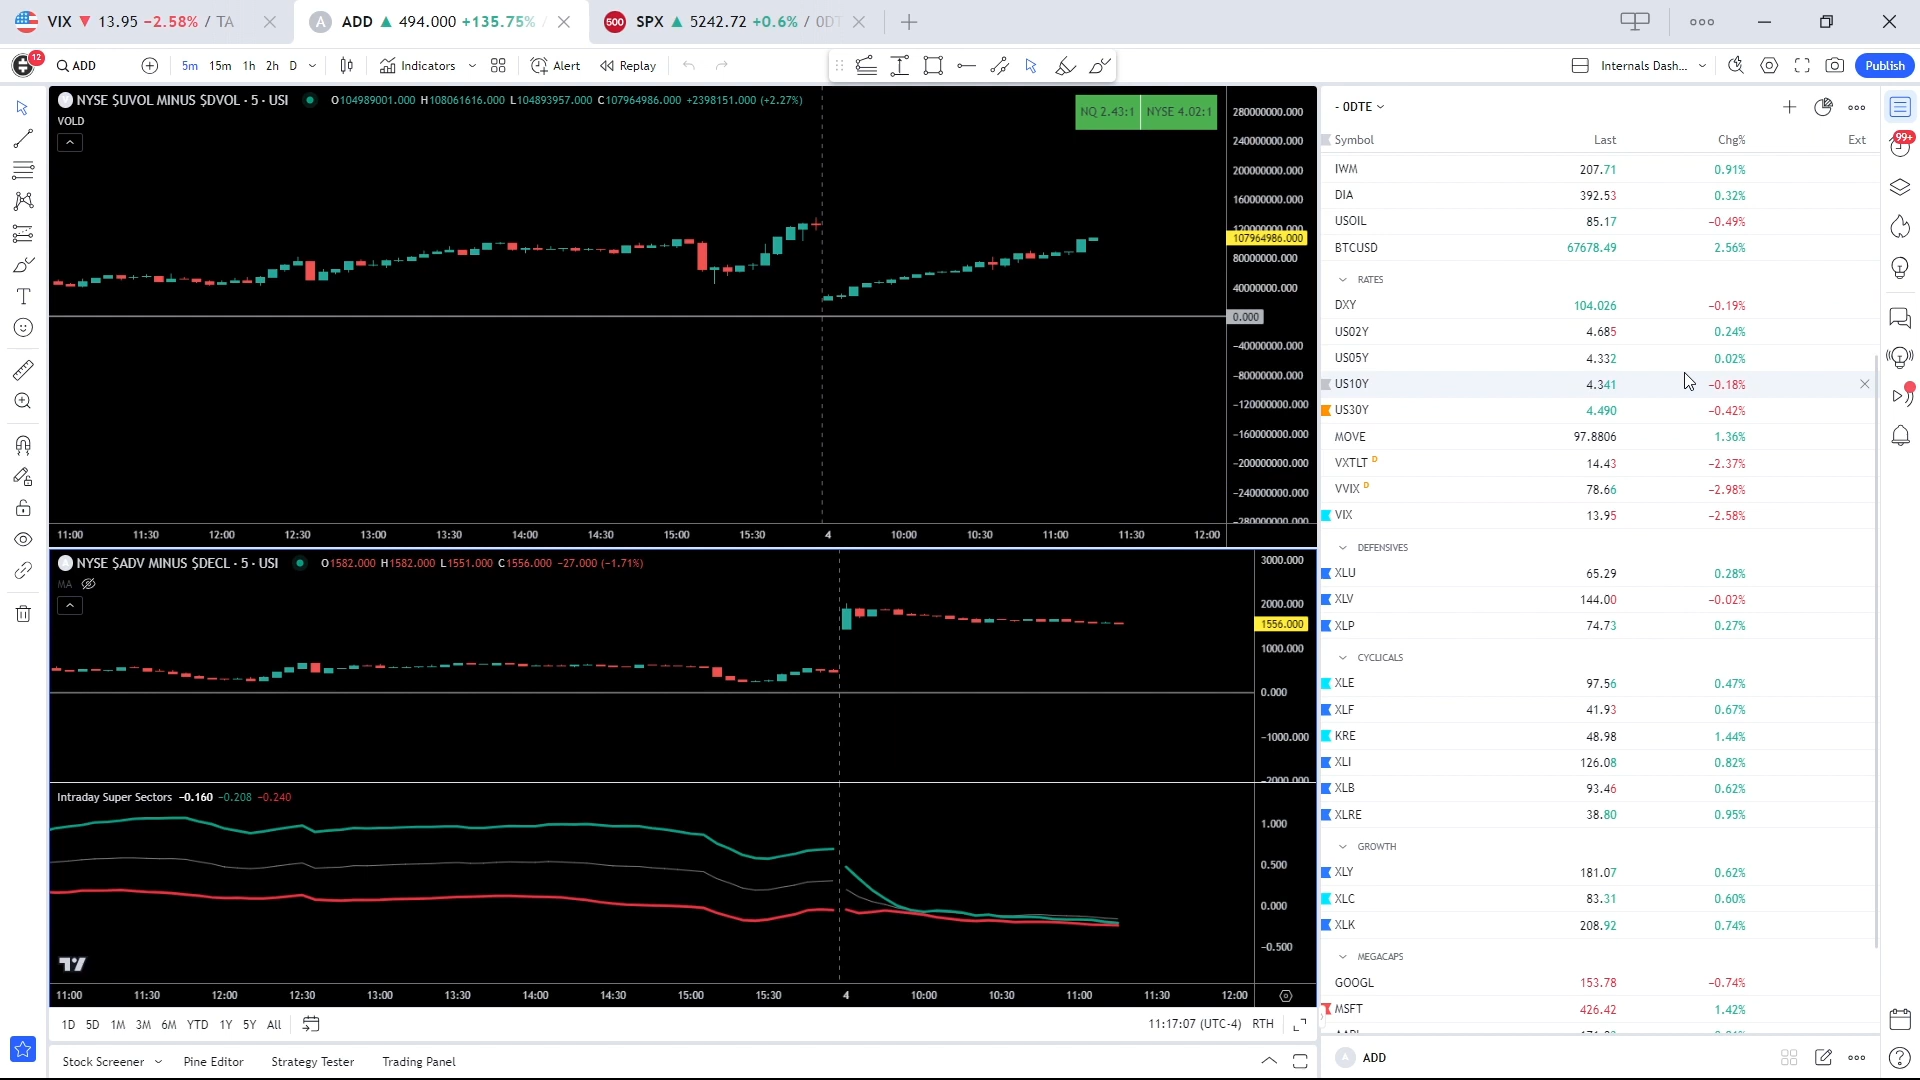 VIX 13.95 −2.58% / TA
A ADD 494.000 +135.75% /
500 SPX 5242.72 +0.6% / 0DT
12
ADD
5m 15m 1h 2h D
Indicators
Alert
Replay
Internals Dash...
Publish
NYSE $UVOL MINUS $DVOL · 5 · USI O104989001.000 H108061616.000 L104893957.000 C107964986.000 +2398151.000 (+2.27%)
VOLD
NQ 2.43:1 NYSE 4.02:1
280000000.000
240000000.000
200000000.000
160000000.000
120000000.000
107964986.000
80000000.000
40000000.000
0.000
−40000000.000
−80000000.000
−120000000.000
−160000000.000
−200000000.000
−240000000.000
−280000000.000
11:00 11:30 12:00 12:30 13:00 13:30 14:00 14:30 15:00 15:30 4 10:00 10:30 11:00 11:30 12:00
A NYSE $ADV MINUS $DECL · 5 · USI O1582.000 H1582.000 L1551.000 C1556.000 −27.000 (−1.71%)
MA
3000.000
2000.000
1556.000
1000.000
0.000
−1000.000
−2000.000
Intraday Super Sectors −0.160 −0.208 −0.240
1.000
0.500
0.000
−0.500
11:00 11:30 12:00 12:30 13:00 13:30 14:00 14:30 15:00 15:30 4 10:00 10:30 11:00 11:30 12:00
1D 5D 1M 3M 6M YTD 1Y 5Y All
11:17:07 (UTC-4) RTH
Stock Screener Pine Editor Strategy Tester Trading Panel
- 0DTE
Symbol Last Chg% Ext
IWM 207.71 0.91%
DIA 392.53 0.32%
USOIL 85.17 −0.49%
BTCUSD 67678.49 2.56%
RATES
DXY 104.026 −0.19%
US02Y 4.685 0.24%
US05Y 4.332 0.02%
US10Y 4.341 −0.18%
US30Y 4.490 −0.42%
MOVE 97.8806 1.36%
VXTLT D 14.43 −2.37%
VVIX D 78.66 −2.98%
VIX 13.95 −2.58%
DEFENSIVES
XLU 65.29 0.28%
XLV 144.00 −0.02%
XLP 74.73 0.27%
CYCLICALS
XLE 97.56 0.47%
XLF 41.93 0.67%
KRE 48.98 1.44%
XLI 126.08 0.82%
XLB 93.46 0.62%
XLRE 38.80 0.95%
GROWTH
XLY 181.07 0.62%
XLC 83.31 0.60%
XLK 208.92 0.74%
MEGACAPS
GOOGL 153.78 −0.74%
MSFT 426.42 1.42%
A ADD
99+